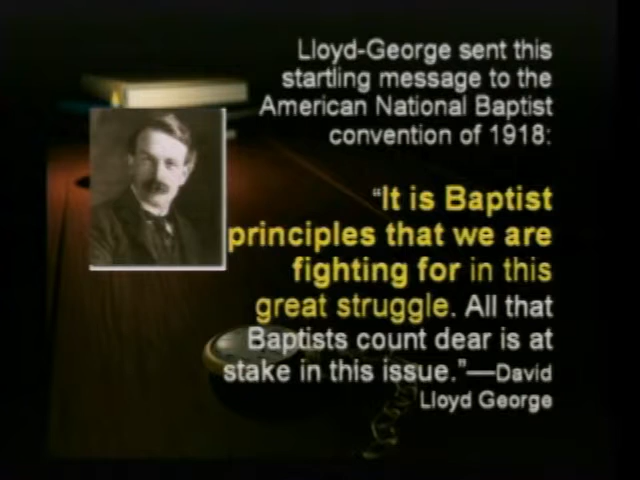 Lloyd-George sent this
startling message to the
American National Baptist
convention of 1918:
“It is Baptist
principles that we are
fighting for in this
great struggle. All that
Baptists count dear is at
stake in this issue.”—David
Lloyd George